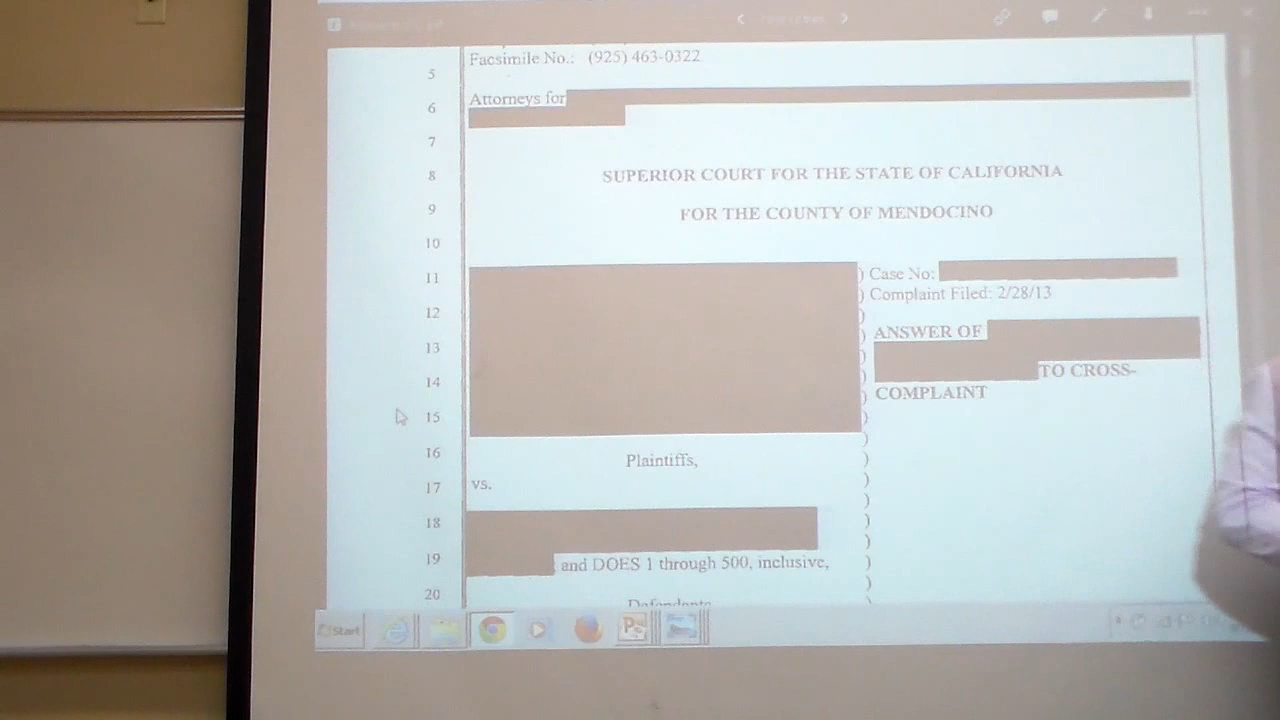 Facsimile No.: (925) 463-0322
5
Attorneys for
6
7
8 SUPERIOR COURT FOR THE STATE OF CALIFORNIA
9 FOR THE COUNTY OF MENDOCINO
10
11 ) Case No:
) Complaint Filed: 2/28/13
12 )
) ANSWER OF
13 )
14 ) TO CROSS-
) COMPLAINT
15 )
)
16 Plaintiffs, )
17 vs. )
)
18 )
)
19 and DOES 1 through 500, inclusive, )
)
20 Defendants )
Start